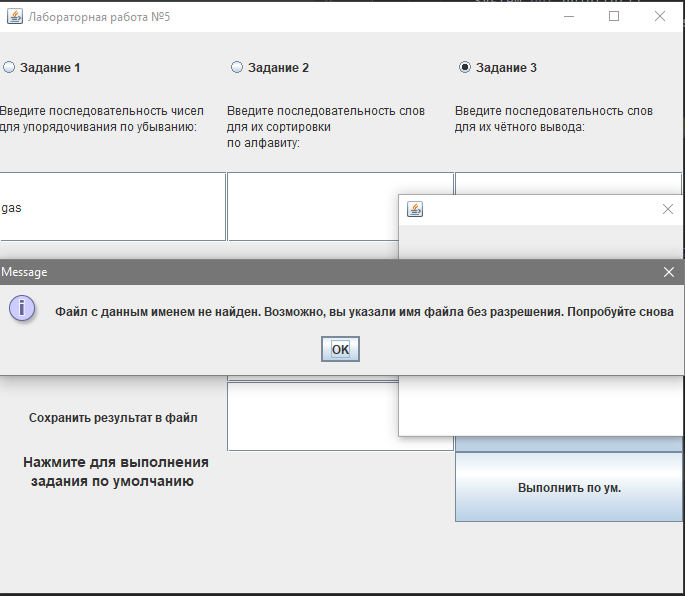 Лабораторная работа №5
Задание 1
Задание 2
Задание 3
Введите последовательность чисел
для упорядочивания по убыванию:
Введите последовательность слов
для их сортировки
по алфавиту:
Введите последовательность слов
для их чётного вывода:
gas
Message
Файл с данным именем не найден. Возможно, вы указали имя файла без разрешения. Попробуйте снова
OK
Сохранить результат в файл
Нажмите для выполнения
задания по умолчанию
Выполнить по ум.